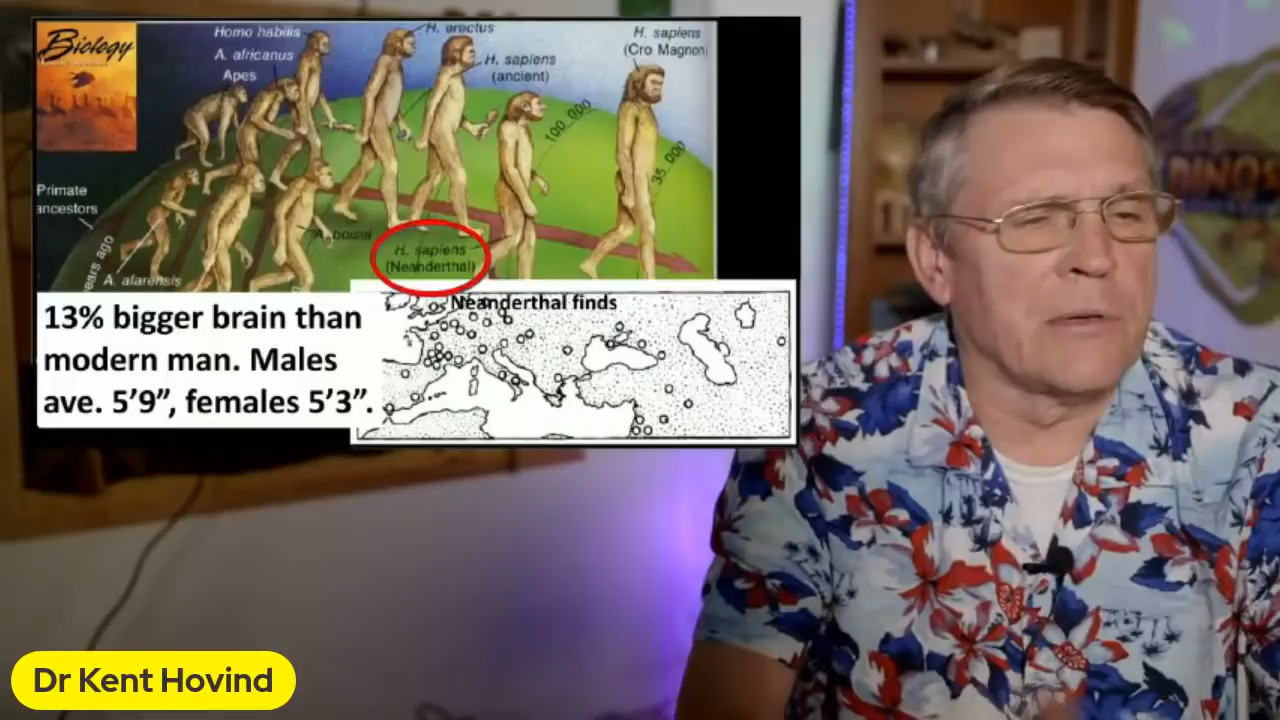 Biology
Homo habilis
A. africanus
Apes
H. erectus
H. sapiens
(ancient)
H. sapiens
(Cro Magnon)
100,000
35,000
Primate
ancestors
years ago
A. afarensis
A. boisei
H. sapiens
(Neanderthal)
Neanderthal finds
13% bigger brain than
modern man. Males
ave. 5’9”, females 5’3”.
DINOS
Dr Kent Hovind